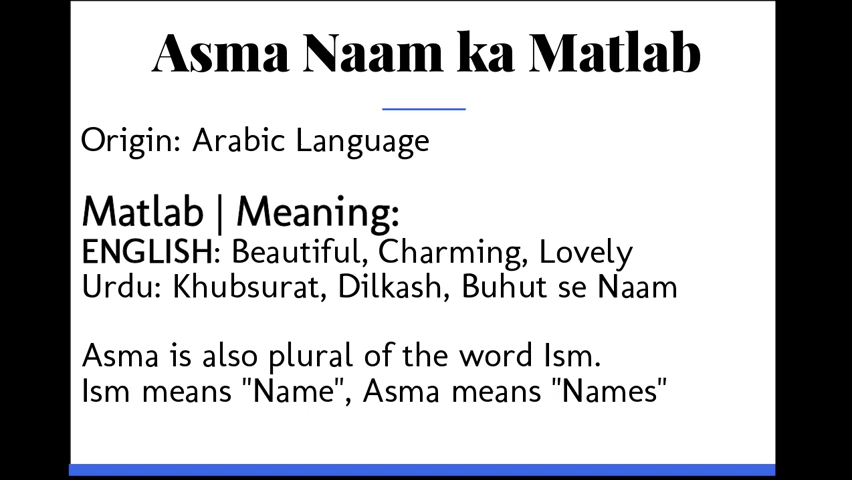 Asma Naam ka Matlab
Origin: Arabic Language
Matlab | Meaning:
ENGLISH: Beautiful, Charming, Lovely
Urdu: Khubsurat, Dilkash, Buhut se Naam
Asma is also plural of the word Ism.
Ism means "Name", Asma means "Names"